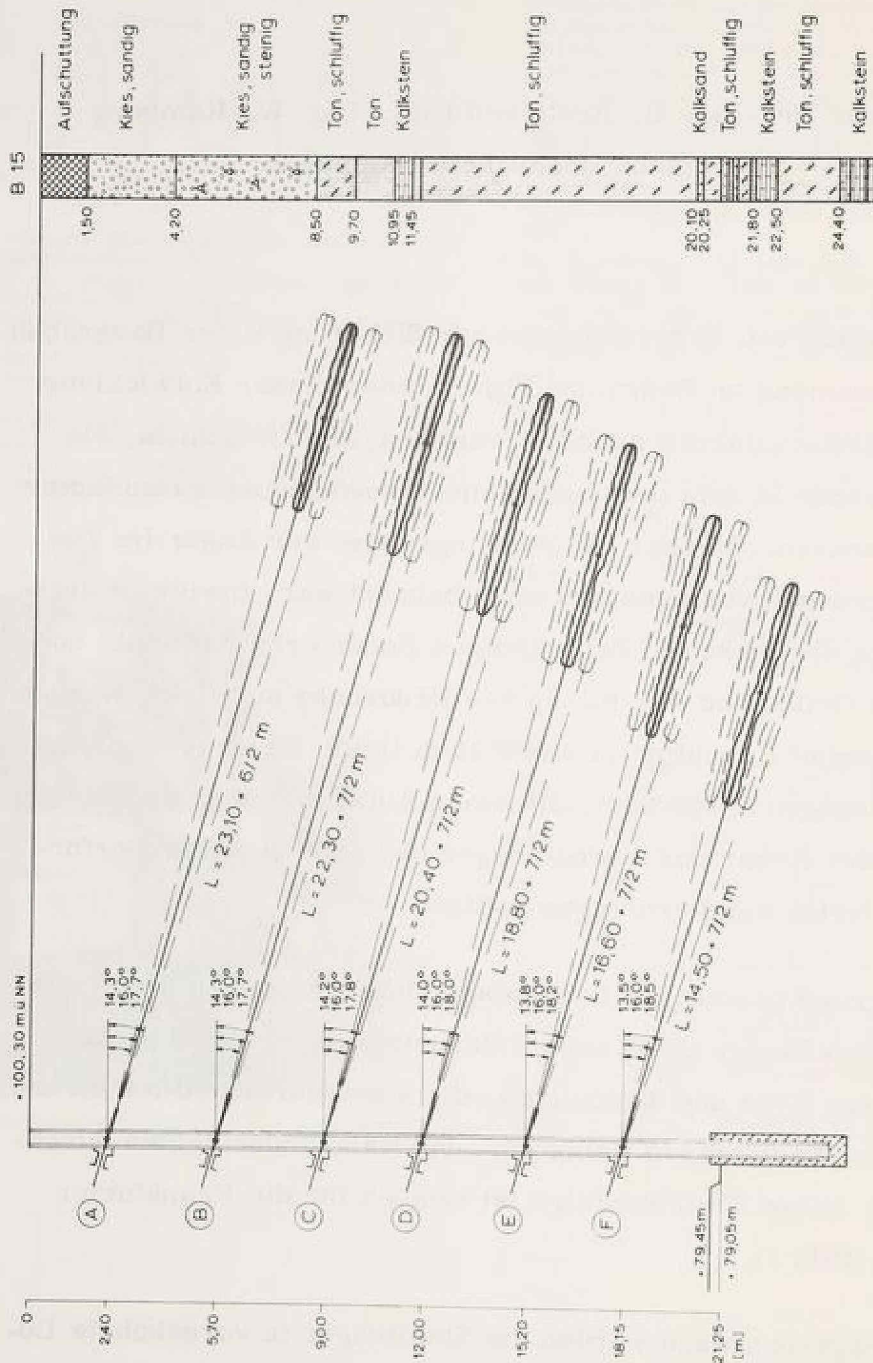 B 15
Aufschüttung
1,50
Kies, sandig
4,20
Kies, sandig
steinig
8,50
Ton, schluffig
9,70
Ton
10,95
Kalkstein
11,45
Ton, schluffig
20,10
Kalksand
20,25
Ton, schluffig
21,80
Kalkstein
22,50
Ton, schluffig
24,40
Kalkstein
+100,30 müNN
A
14,3°
16,0°
17,7°
L = 23,10 + 6/2 m
B
14,3°
16,0°
17,7°
L = 22,30 + 7/2 m
C
14,2°
16,0°
17,8°
L = 20,40 + 7/2 m
D
14,0°
16,0°
18,0°
L = 18,80 + 7/2 m
E
13,8°
16,0°
18,2°
L = 16,60 + 7/2 m
F
13,5°
16,0°
18,5°
L = 14,50 + 7/2 m
+79,45 m
+79,05 m
0
2,40
5,70
9,00
12,00
15,20
18,15
21,25
[m]